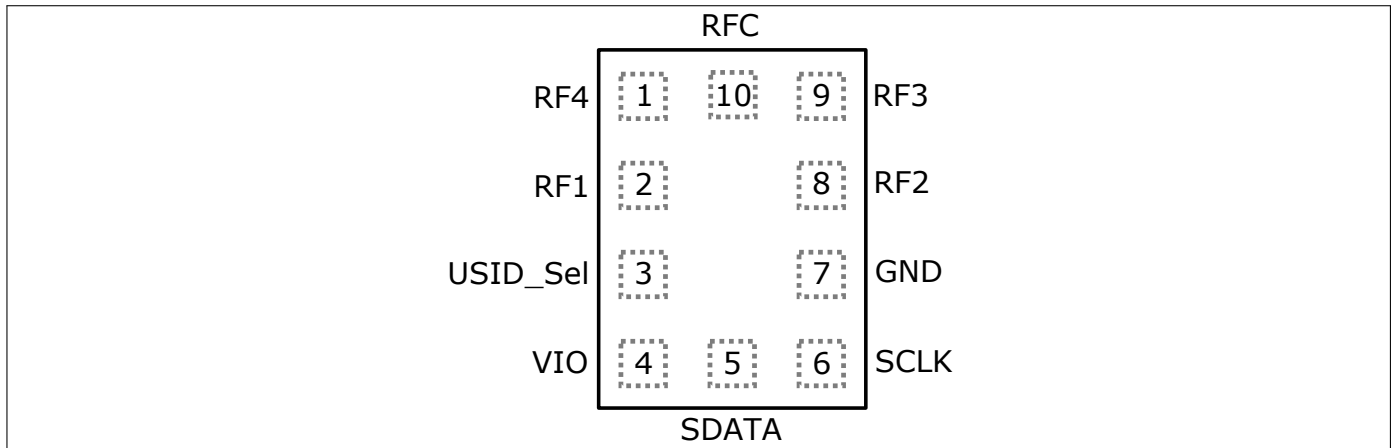 RFC
RF4 1 10 9 RF3
RF1 2 8 RF2
USID_Sel 3 7 GND
VIO 4 5 6 SCLK
SDATA